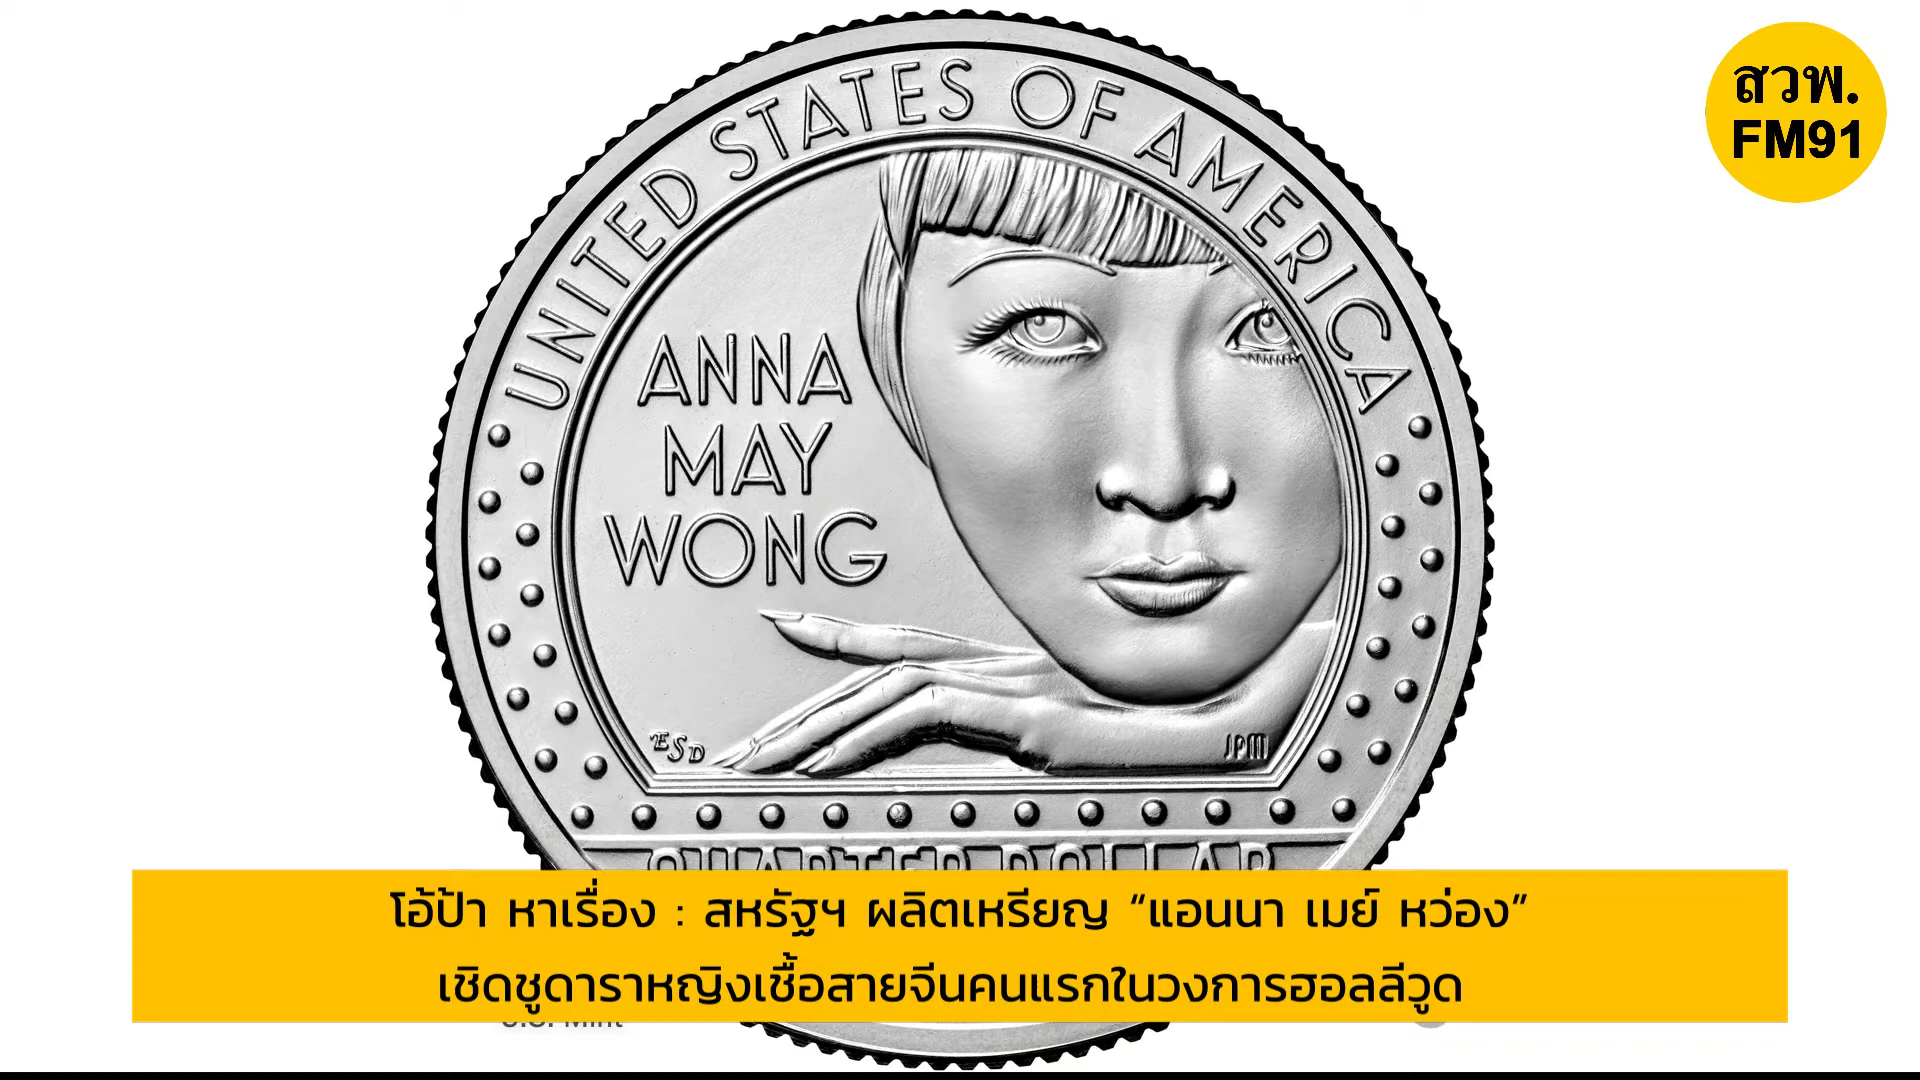 สวพ.
FM91
UNITED STATES OF AMERICA
ANNA
MAY
WONG
ESD
JPM
QUARTER DOLLAR
โอ้ป้า หาเรื่อง : สหรัฐฯ ผลิตเหรียญ “แอนนา เมย์ หว่อง”
เชิดชูดาราหญิงเชื้อสายจีนคนแรกในวงการฮอลลีวูด
U.S. Mint